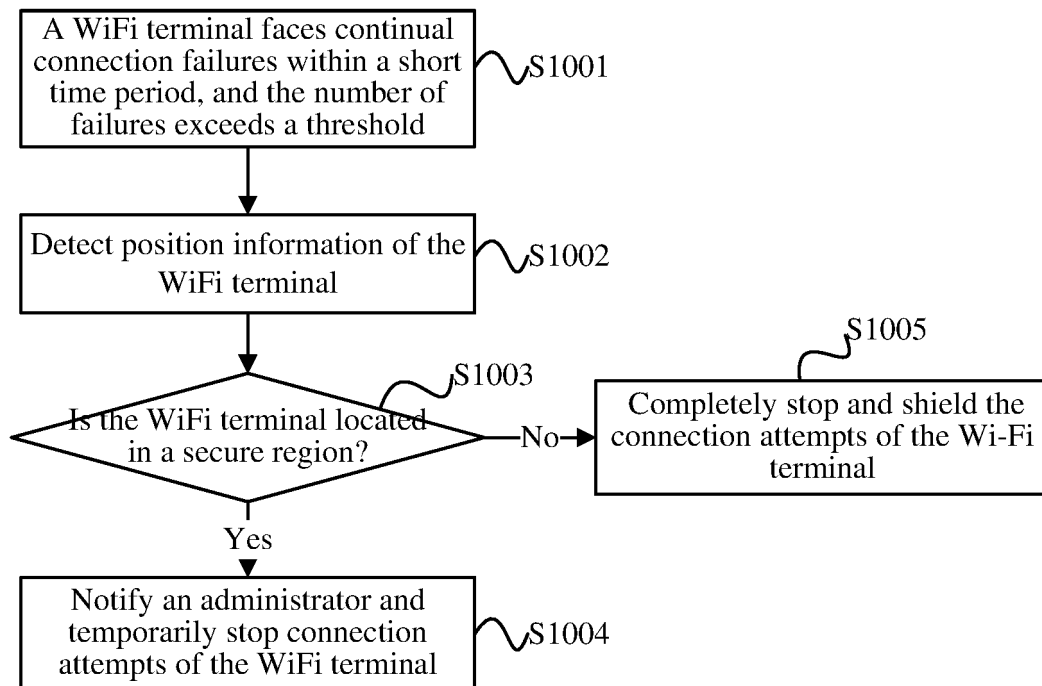 A WiFi terminal faces continual
connection failures within a short
time period, and the number of
failures exceeds a threshold
S1001
Detect position information of the
WiFi terminal
S1002
Is the WiFi terminal located
in a secure region?
S1003
No
Completely stop and shield the
connection attempts of the Wi-Fi
terminal
S1005
Yes
Notify an administrator and
temporarily stop connection
attempts of the WiFi terminal
S1004